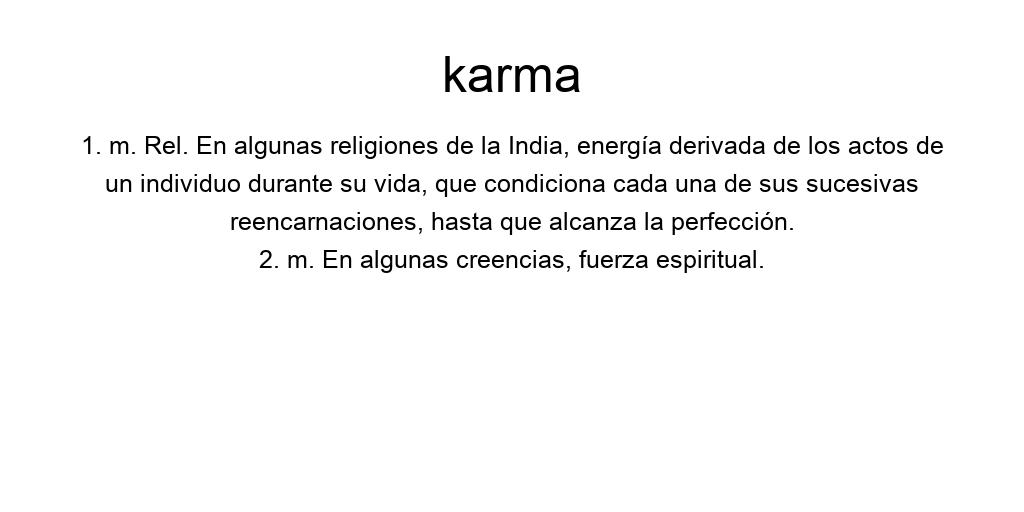 karma
1. m. Rel. En algunas religiones de la India, energía derivada de los actos de
un individuo durante su vida, que condiciona cada una de sus sucesivas
reencarnaciones, hasta que alcanza la perfección.
2. m. En algunas creencias, fuerza espiritual.